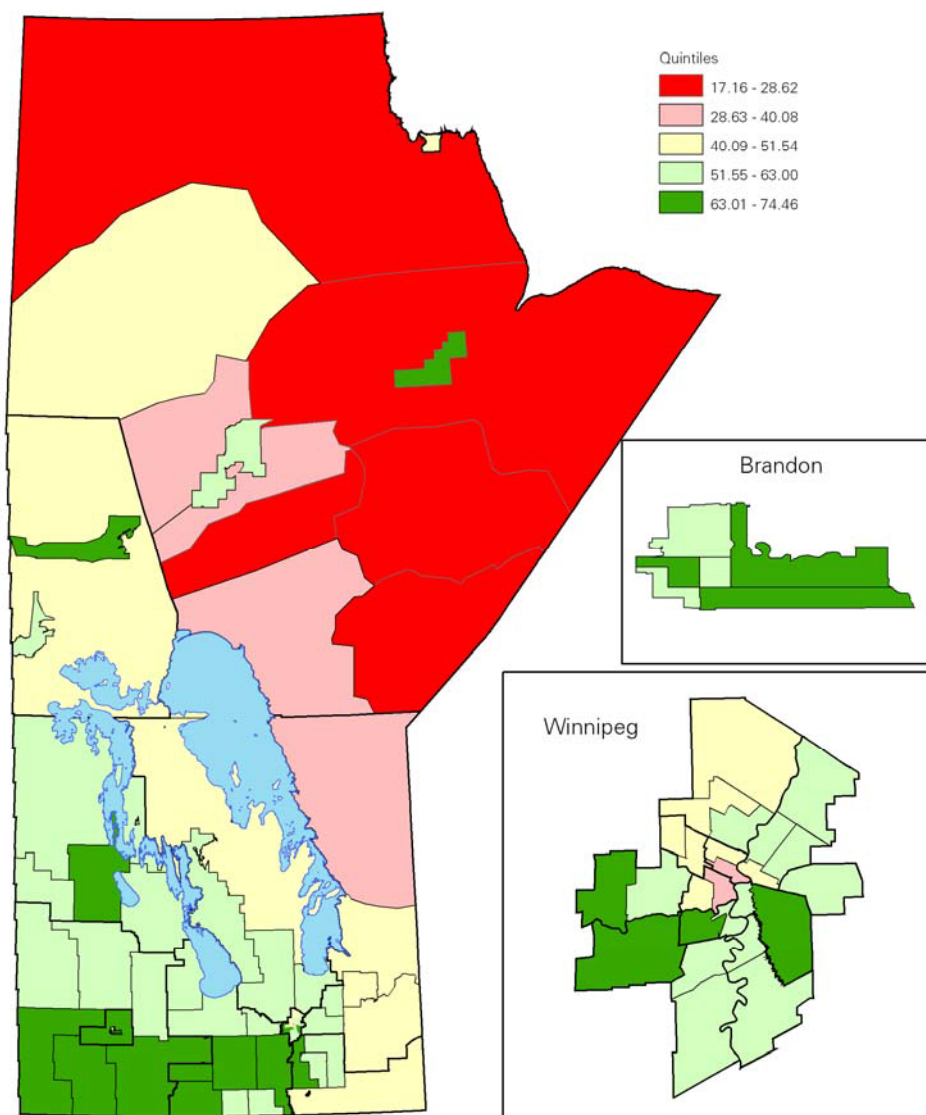 Quintiles
17.16 - 28.62
28.63 - 40.08
40.09 - 51.54
51.55 - 63.00
63.01 - 74.46
Brandon
Winnipeg